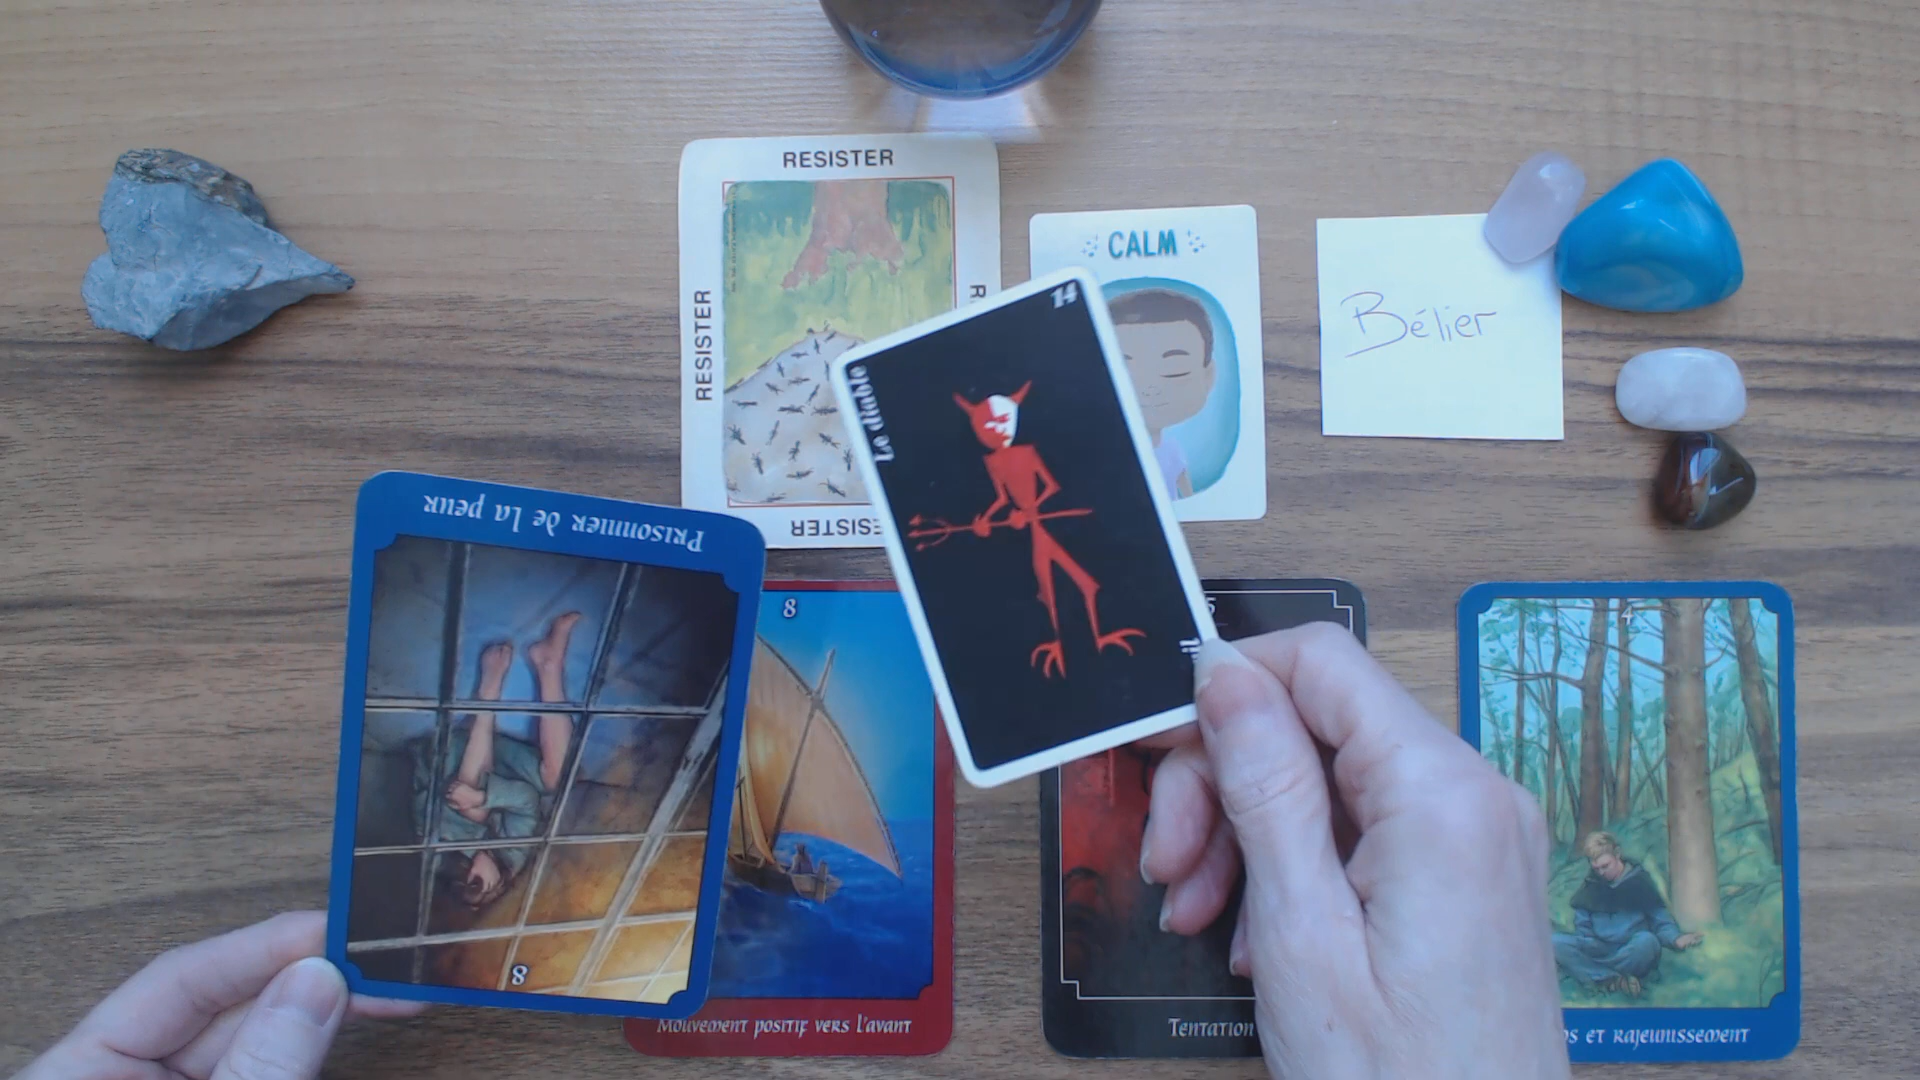 RESISTER
RESISTER
RESISTER
CALM
Bélier
14
Le diable
Prisonnier de la peur
8
8
Mouvement positif vers l'avant
5
Tentation
4
et rajeunissement